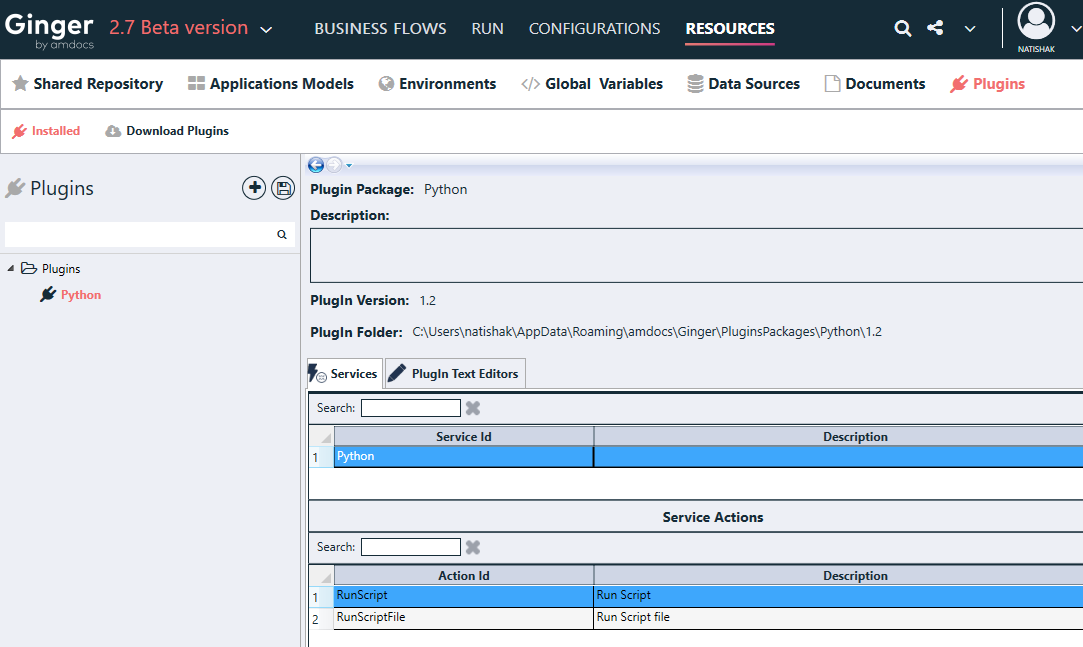 Ginger by amdocs 2.7 Beta version BUSINESS FLOWS RUN CONFIGURATIONS RESOURCES NATISHAK
Shared Repository Applications Models Environments </> Global Variables Data Sources Documents Plugins
Installed Download Plugins
Plugins
Plugins
Python
Plugin Package: Python
Description:
PlugIn Version: 1.2
PlugIn Folder: C:\Users\natishak\AppData\Roaming\amdocs\Ginger\PluginsPackages\Python\1.2
Services PlugIn Text Editors
Search:
Service Id Description
1 Python
Service Actions
Search:
Action Id Description
1 RunScript Run Script
2 RunScriptFile Run Script file